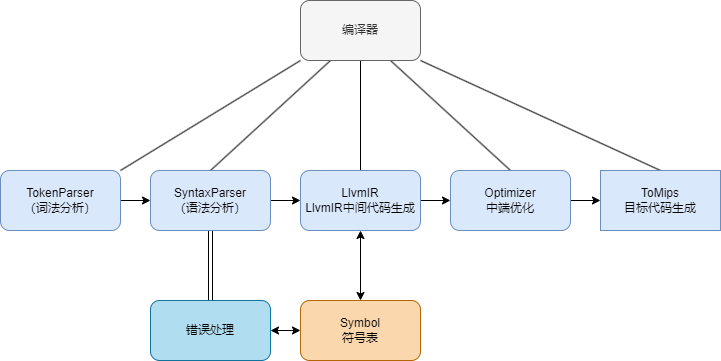 编译器
TokenParser
（词法分析）
SyntaxParser
（语法分析）
LlvmIR
LlvmIR中间代码生成
Optimizer
中端优化
ToMips
目标代码生成
错误处理
Symbol
符号表